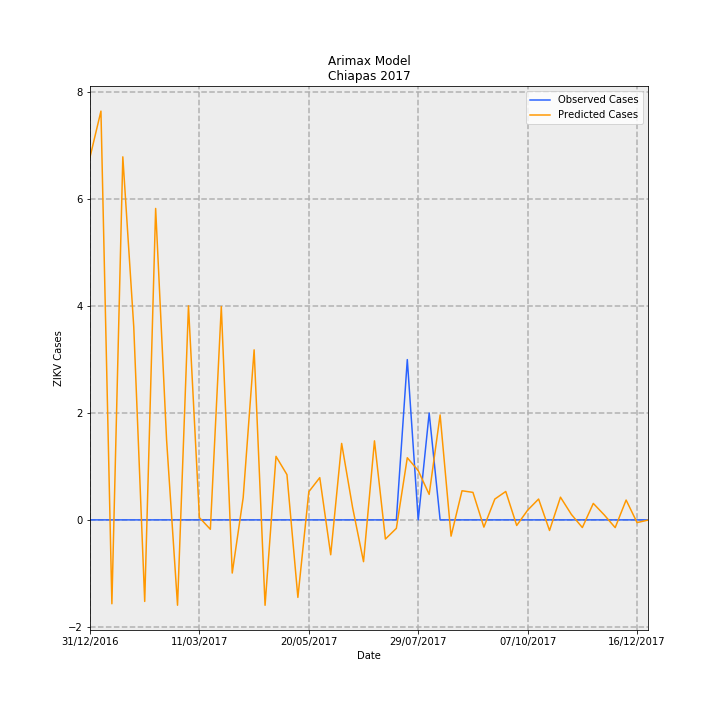 Arimax Model
Chiapas 2017
Observed Cases
Predicted Cases
8
6
4
2
0
−2
ZIKV Cases
31/12/2016 11/03/2017 20/05/2017 29/07/2017 07/10/2017 16/12/2017
Date